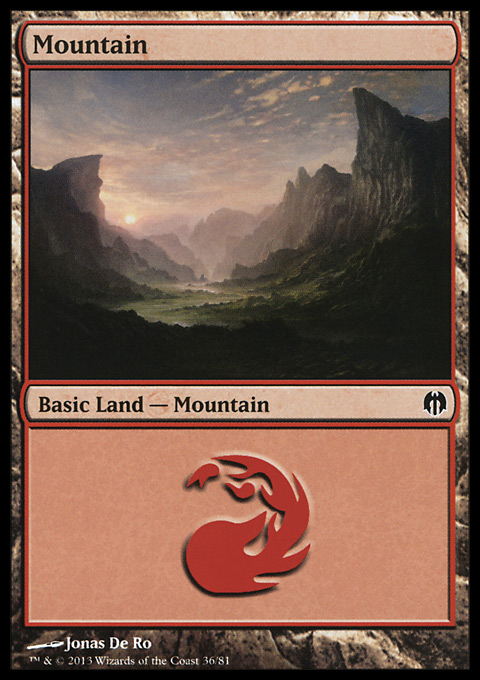 Mountain
Basic Land — Mountain
Jonas De Ro
™ & © 2013 Wizards of the Coast 36/81